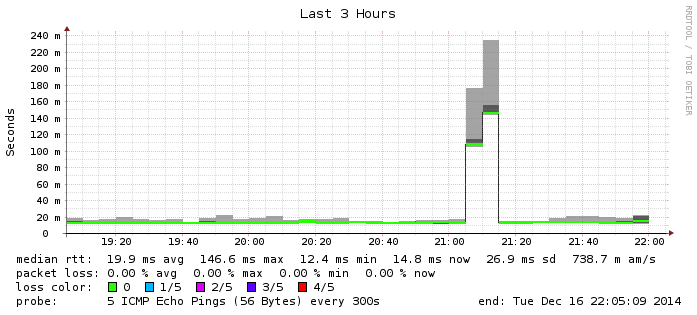 Last 3 Hours
RRDTOOL / TOBI OETIKER
Seconds
240 m
220 m
200 m
180 m
160 m
140 m
120 m
100 m
80 m
60 m
40 m
20 m
0
19:20 19:40 20:00 20:20 20:40 21:00 21:20 21:40 22:00
median rtt: 19.9 ms avg 146.6 ms max 12.4 ms min 14.8 ms now 26.9 ms sd 738.7 m am/s
packet loss: 0.00 % avg 0.00 % max 0.00 % min 0.00 % now
loss color: 0 1/5 2/5 3/5 4/5
probe: 5 ICMP Echo Pings (56 Bytes) every 300s end: Tue Dec 16 22:05:09 2014